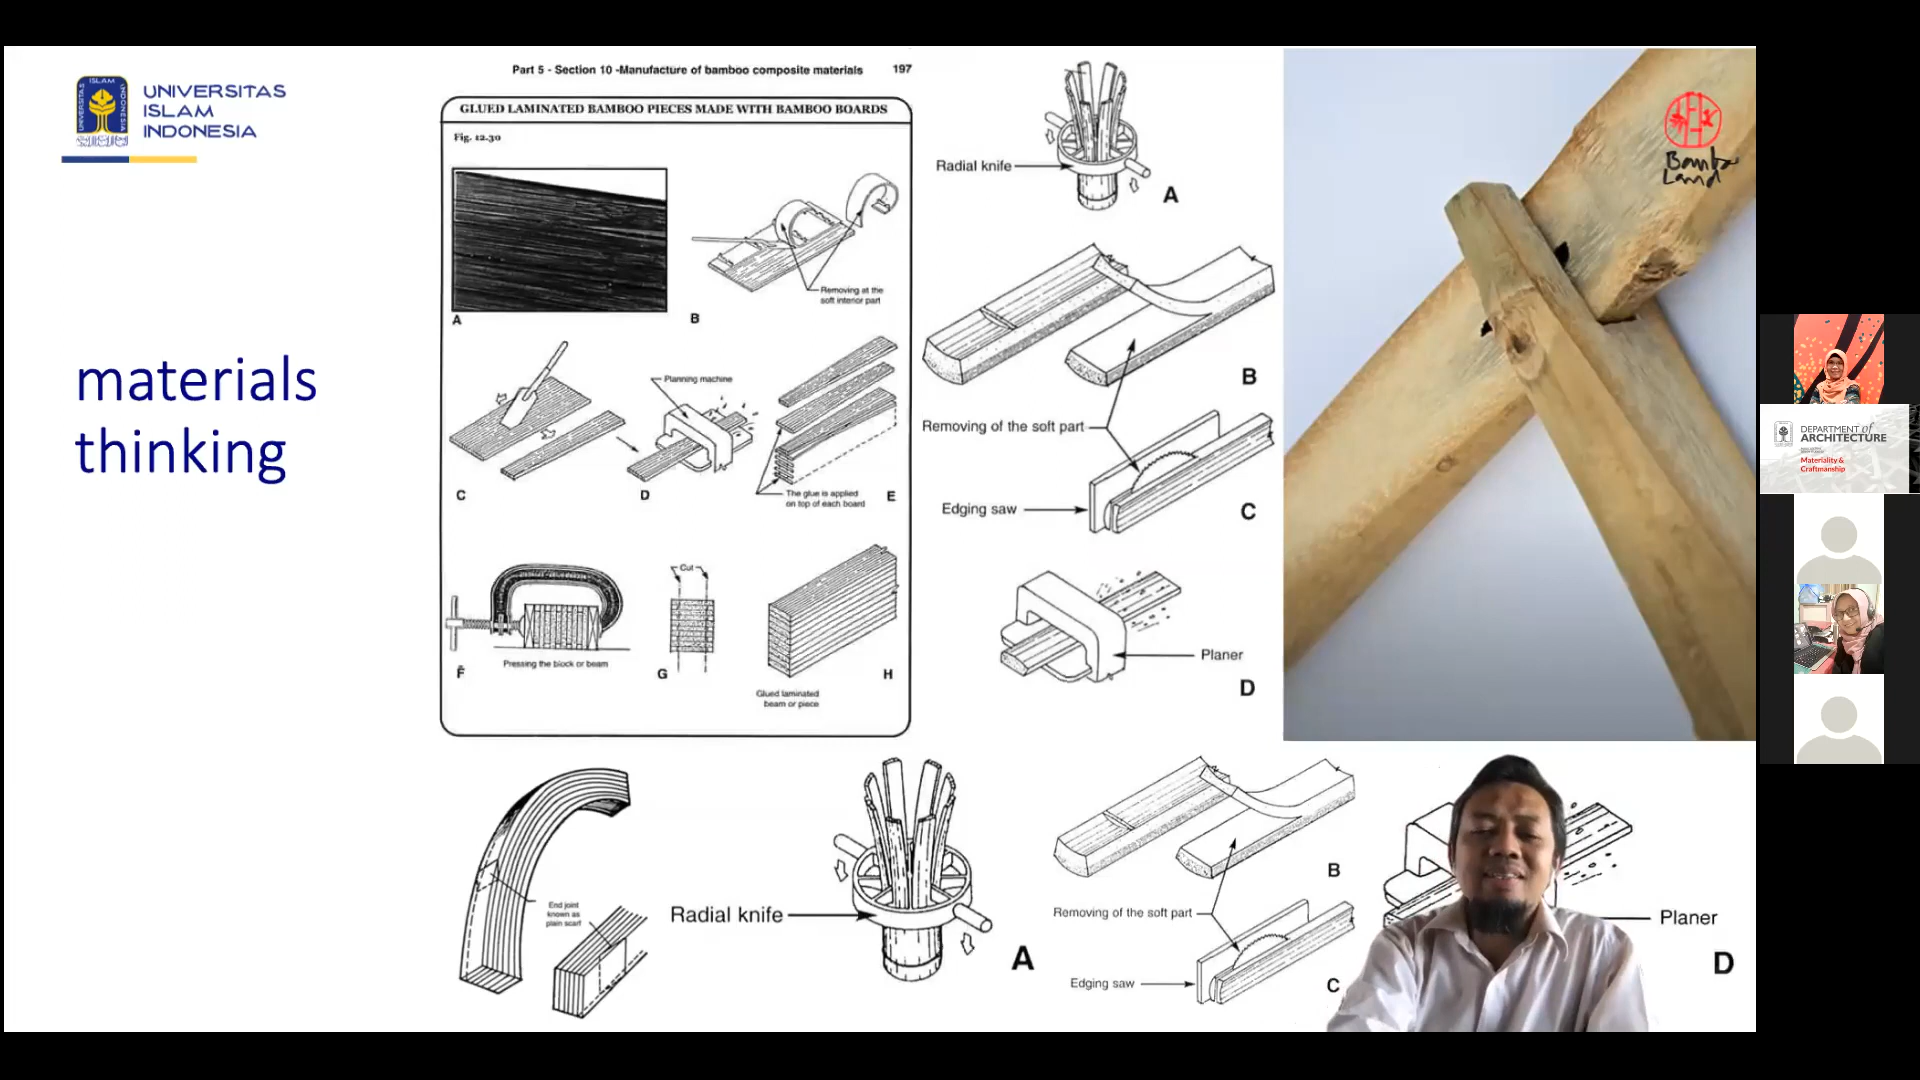 UNIVERSITAS
ISLAM
INDONESIA
materials
thinking
Part 5 - Section 10 -Manufacture of bamboo composite materials 197
GLUED LAMINATED BAMBOO PIECES MADE WITH BAMBOO BOARDS
Fig. 12.30
A
B
Removing at the
soft interior part
C
Planning machine
D
The glue is applied
on top of each board
E
F
Pressing the block or beam
Cut
G
H
Glued laminated
beam or piece
Radial knife
A
B
Removing of the soft part
Edging saw
C
Planer
D
Bamboo
Land
End joint
known as
plain scarf
Radial knife
A
B
Removing of the soft part
Edging saw
C
Planer
D
DEPARTMENT of
ARCHITECTURE
Materiality &
Craftmanship